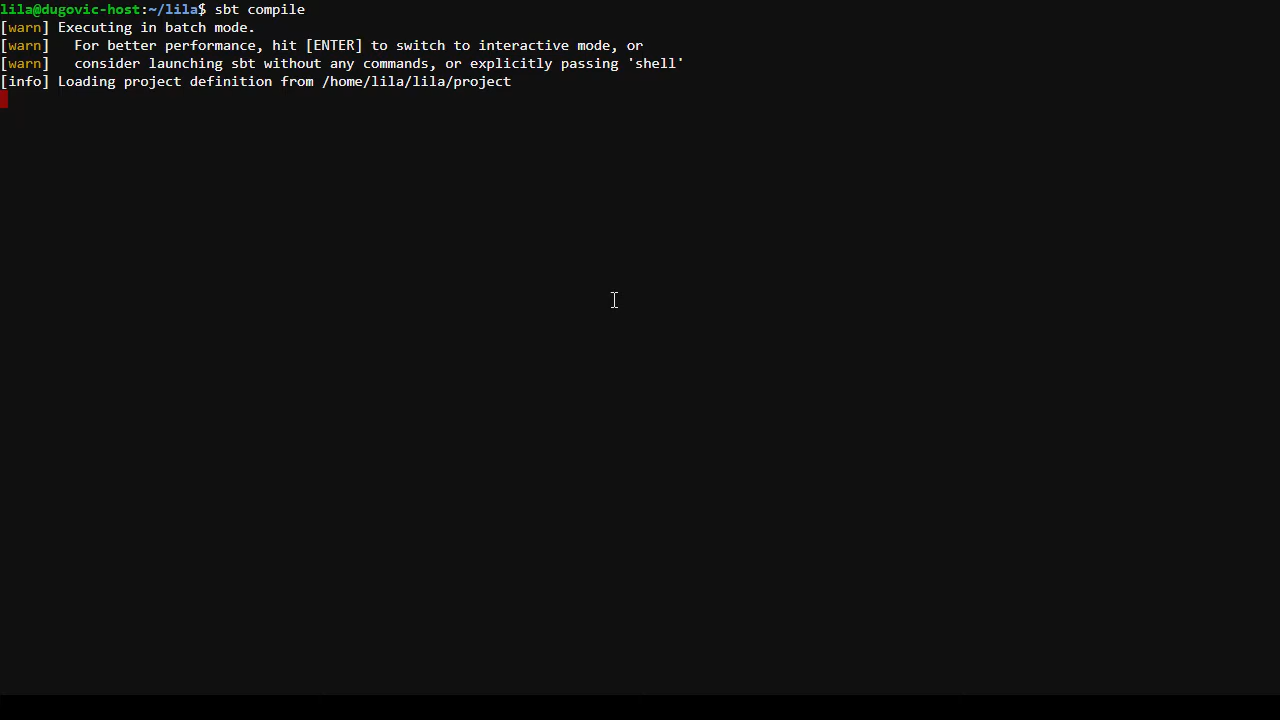 lila@dugovic-host:~/lila$ sbt compile
[warn] Executing in batch mode.
[warn]   For better performance, hit [ENTER] to switch to interactive mode, or
[warn]   consider launching sbt without any commands, or explicitly passing 'shell'
[info] Loading project definition from /home/lila/lila/project